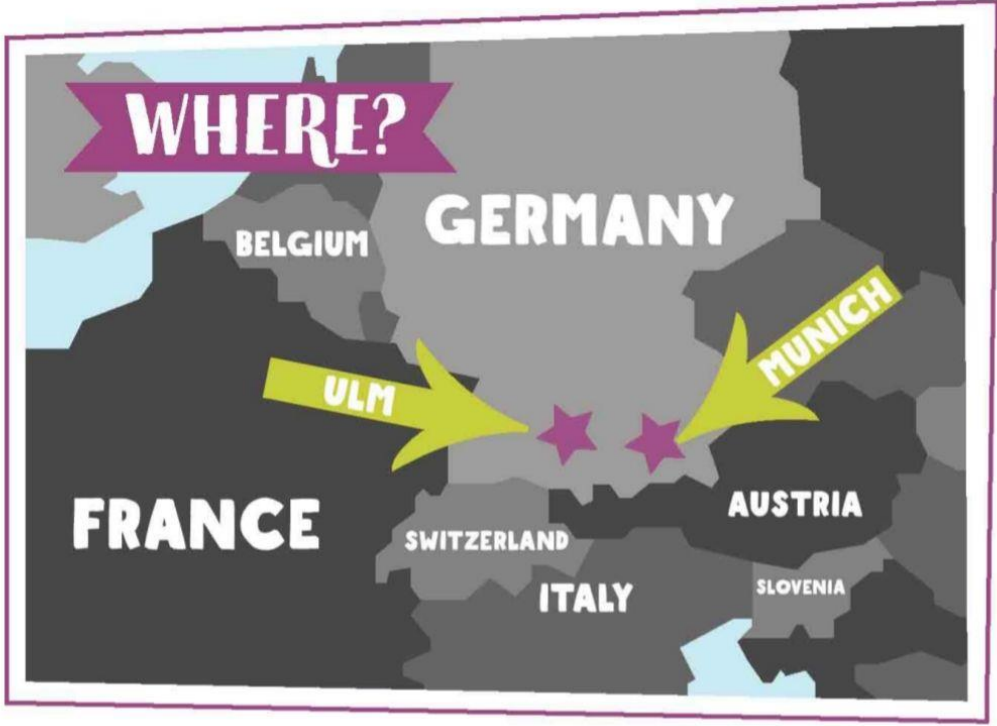 WHERE?
GERMANY
BELGIUM
MUNICH
ULM
FRANCE
AUSTRIA
SWITZERLAND
ITALY
SLOVENIA